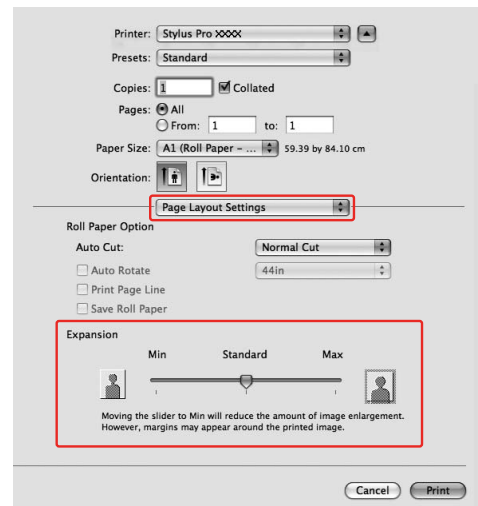 Printer: Stylus Pro XXXX
Presets: Standard
Copies: 1 Collated
Pages: All
From: 1 to: 1
Paper Size: A1 (Roll Paper – ... 59.39 by 84.10 cm
Orientation:
Page Layout Settings
Roll Paper Option
Auto Cut: Normal Cut
Auto Rotate 44in
Print Page Line
Save Roll Paper
Expansion
Min Standard Max
Moving the slider to Min will reduce the amount of image enlargement.
However, margins may appear around the printed image.
Cancel Print